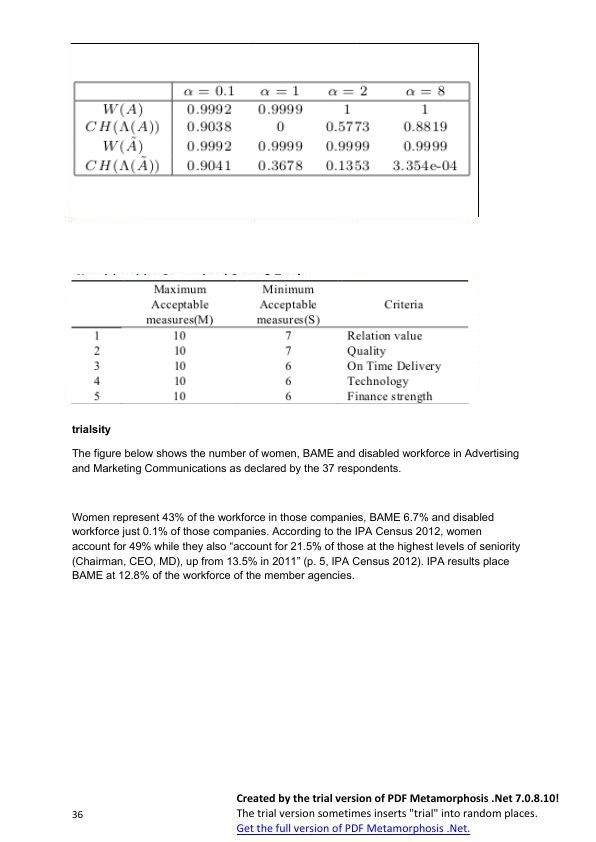 α = 0.1 α = 1 α = 2 α = 8
W(A) 0.9992 0.9999 1 1
CH(Λ(A)) 0.9038 0 0.5773 0.8819
W(Ã) 0.9992 0.9999 0.9999 0.9999
CH(Λ(Ã)) 0.9041 0.3678 0.1353 3.354e-04
Maximum Minimum
Acceptable Acceptable Criteria
measures(M) measures(S)
1 10 7 Relation value
2 10 7 Quality
3 10 6 On Time Delivery
4 10 6 Technology
5 10 6 Finance strength
trialsity
The figure below shows the number of women, BAME and disabled workforce in Advertising
and Marketing Communications as declared by the 37 respondents.
Women represent 43% of the workforce in those companies, BAME 6.7% and disabled
workforce just 0.1% of those companies. According to the IPA Census 2012, women
account for 49% while they also “account for 21.5% of those at the highest levels of seniority
(Chairman, CEO, MD), up from 13.5% in 2011” (p. 5, IPA Census 2012). IPA results place
BAME at 12.8% of the workforce of the member agencies.
Created by the trial version of PDF Metamorphosis .Net 7.0.8.10!
36 The trial version sometimes inserts "trial" into random places.
Get the full version of PDF Metamorphosis .Net.